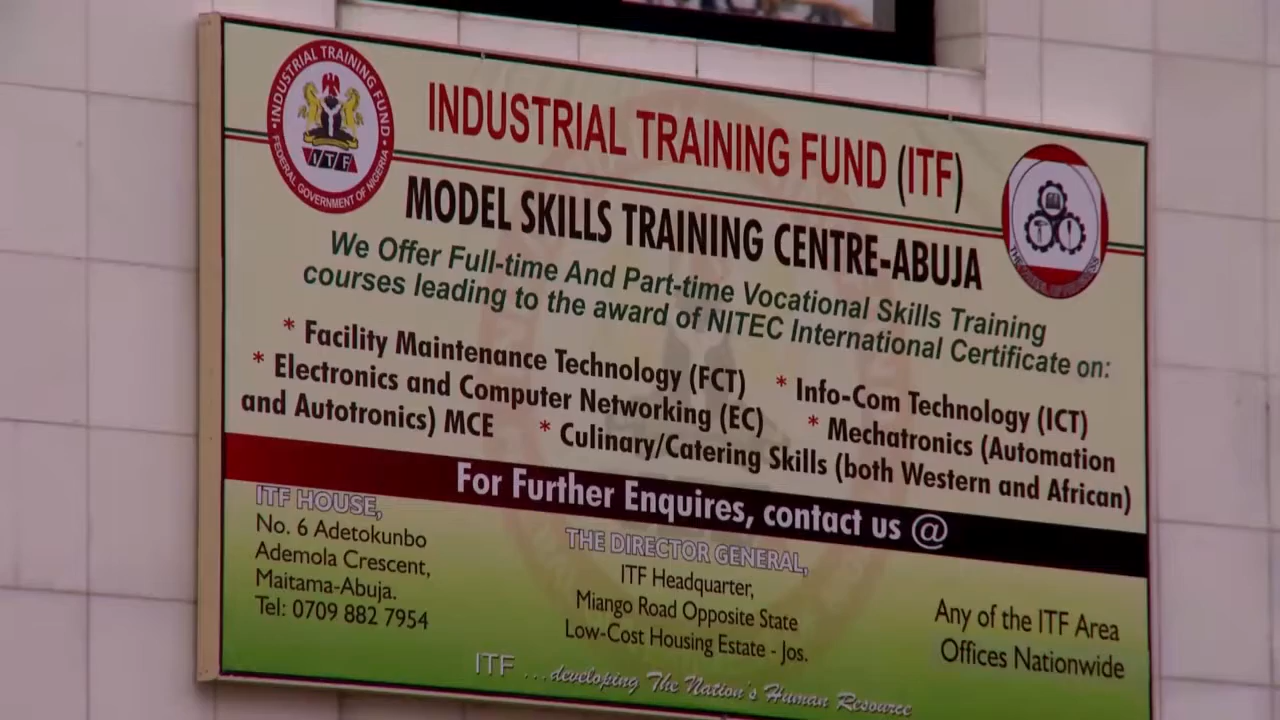 INDUSTRIAL TRAINING FUND
FEDERAL GOVERNMENT OF NIGERIA
ITF
INDUSTRIAL TRAINING FUND (ITF)
MODEL SKILLS TRAINING CENTRE-ABUJA
We Offer Full-time And Part-time Vocational Skills Training
courses leading to the award of NITEC International Certificate on:
* Facility Maintenance Technology (FCT) * Info-Com Technology (ICT)
* Electronics and Computer Networking (EC) * Mechatronics (Automation
and Autotronics) MCE * Culinary/Catering Skills (both Western and African)
For Further Enquires, contact us @
ITF HOUSE,
No. 6 Adetokunbo
Ademola Crescent,
Maitama-Abuja.
Tel: 0709 882 7954
THE DIRECTOR GENERAL,
ITF Headquarter,
Miango Road Opposite State
Low-Cost Housing Estate - Jos.
Any of the ITF Area
Offices Nationwide
ITF ...developing The Nation's Human Resource